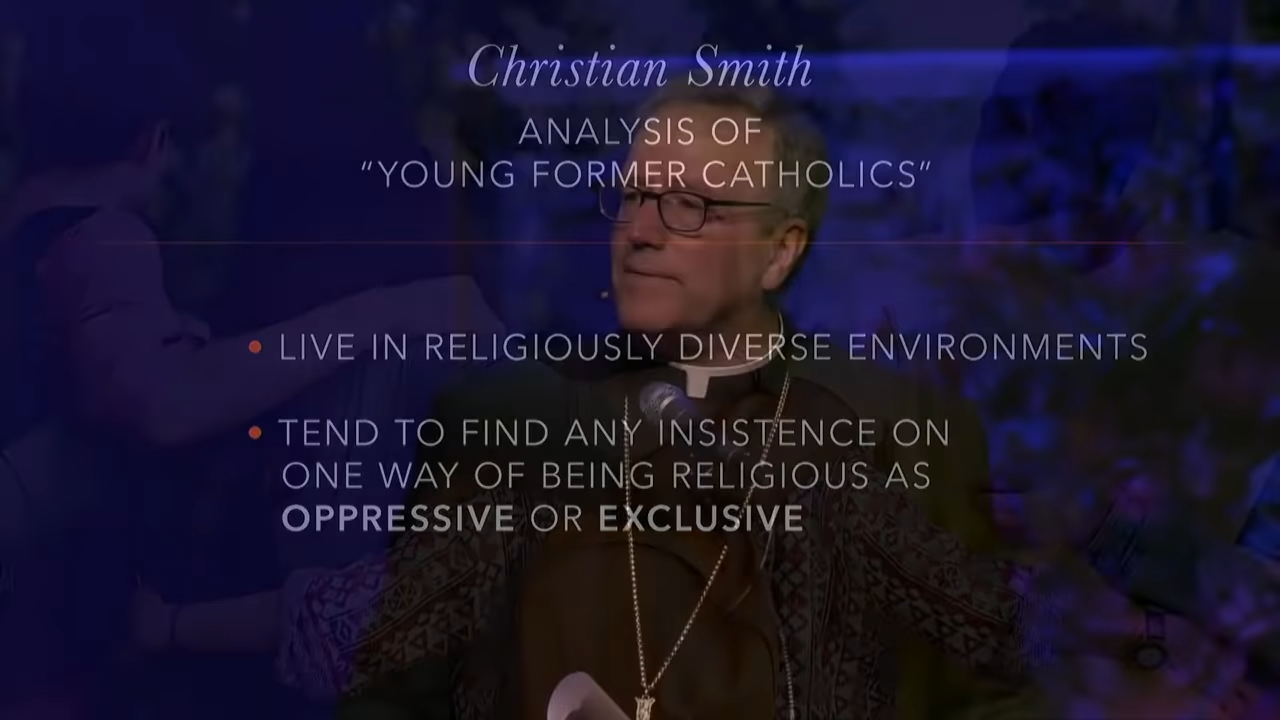 Christian Smith
ANALYSIS OF
“YOUNG FORMER CATHOLICS”
• LIVE IN RELIGIOUSLY DIVERSE ENVIRONMENTS
• TEND TO FIND ANY INSISTENCE ON
ONE WAY OF BEING RELIGIOUS AS
OPPRESSIVE OR EXCLUSIVE